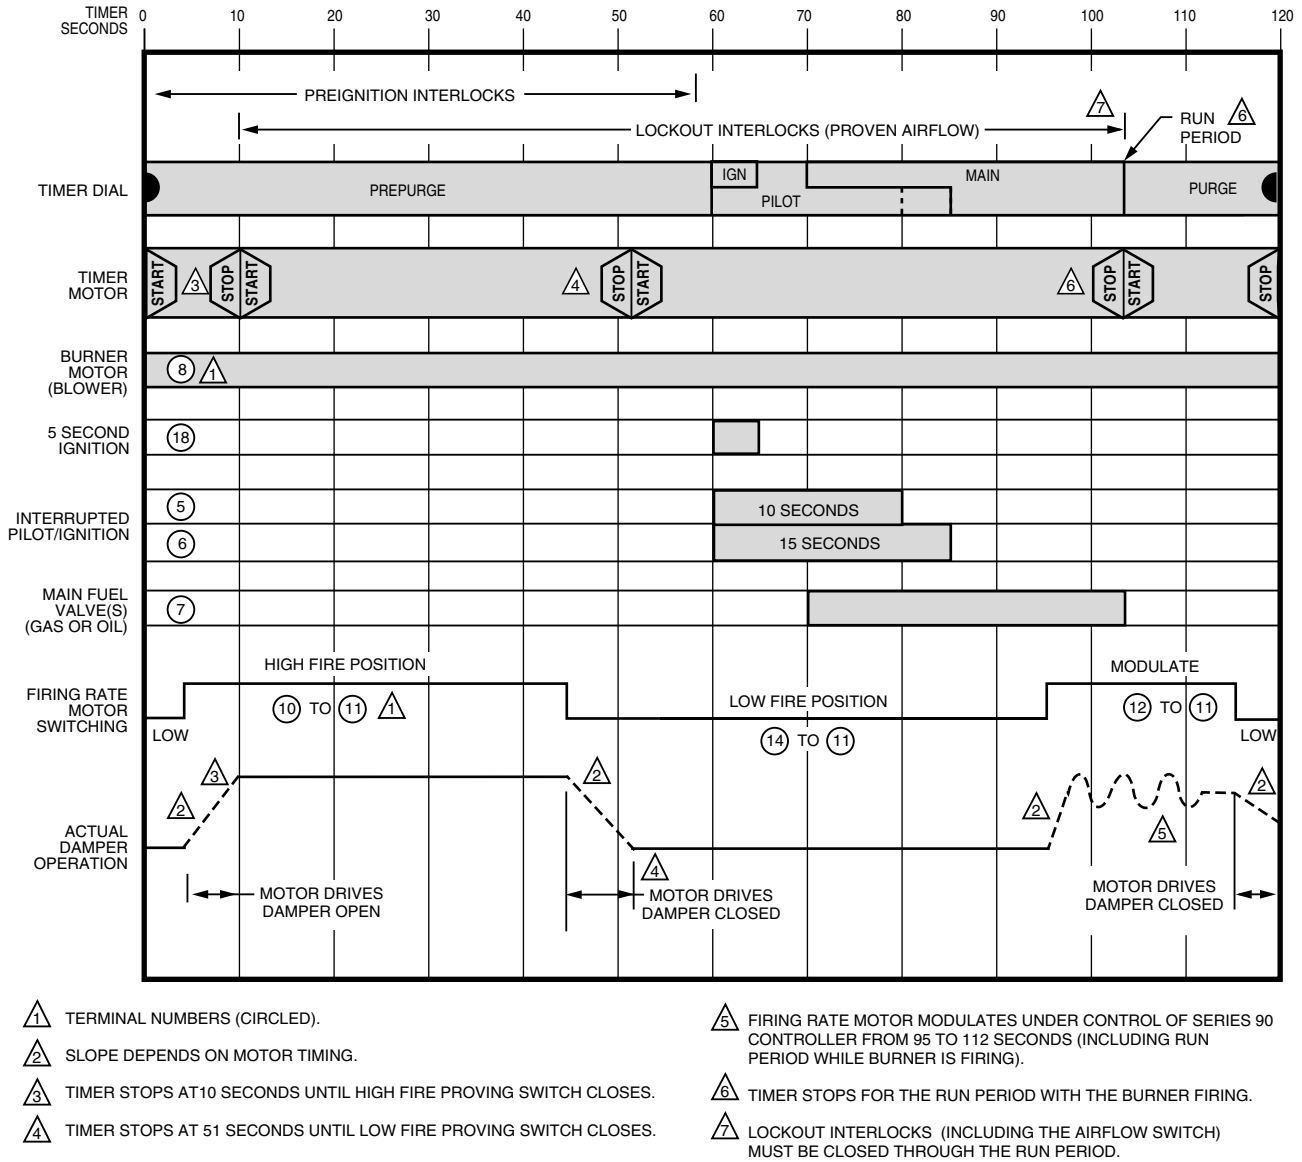 TIMER
SECONDS
0 10 20 30 40 50 60 70 80 90 100 110 120
PREIGNITION INTERLOCKS
7
LOCKOUT INTERLOCKS (PROVEN AIRFLOW)
RUN
PERIOD
6
TIMER DIAL
PREPURGE
IGN
PILOT
MAIN
PURGE
TIMER
MOTOR
START
3
STOP
START
4
STOP
START
6
STOP
START
STOP
BURNER
MOTOR
(BLOWER)
8
1
5 SECOND
IGNITION
18
INTERRUPTED
PILOT/IGNITION
5
10 SECONDS
6
15 SECONDS
MAIN FUEL
VALVE(S)
(GAS OR OIL)
7
FIRING RATE
MOTOR
SWITCHING
LOW
HIGH FIRE POSITION
10 TO 11 1
LOW FIRE POSITION
14 TO 11
MODULATE
12 TO 11
LOW
ACTUAL
DAMPER
OPERATION
2
3
2
4
2
5
2
MOTOR DRIVES
DAMPER OPEN
MOTOR DRIVES
DAMPER CLOSED
MOTOR DRIVES
DAMPER CLOSED
1 TERMINAL NUMBERS (CIRCLED).
2 SLOPE DEPENDS ON MOTOR TIMING.
3 TIMER STOPS AT10 SECONDS UNTIL HIGH FIRE PROVING SWITCH CLOSES.
4 TIMER STOPS AT 51 SECONDS UNTIL LOW FIRE PROVING SWITCH CLOSES.
5 FIRING RATE MOTOR MODULATES UNDER CONTROL OF SERIES 90
CONTROLLER FROM 95 TO 112 SECONDS (INCLUDING RUN
PERIOD WHILE BURNER IS FIRING).
6 TIMER STOPS FOR THE RUN PERIOD WITH THE BURNER FIRING.
7 LOCKOUT INTERLOCKS (INCLUDING THE AIRFLOW SWITCH)
MUST BE CLOSED THROUGH THE RUN PERIOD.